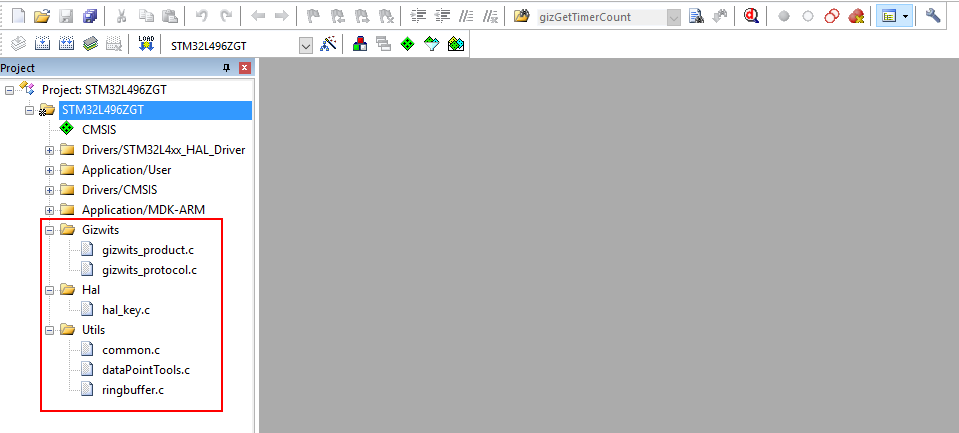 gizGetTimerCount
LOAD
STM32L496ZGT
Project
Project: STM32L496ZGT
STM32L496ZGT
CMSIS
Drivers/STM32L4xx_HAL_Driver
Application/User
Drivers/CMSIS
Application/MDK-ARM
Gizwits
gizwits_product.c
gizwits_protocol.c
Hal
hal_key.c
Utils
common.c
dataPointTools.c
ringbuffer.c